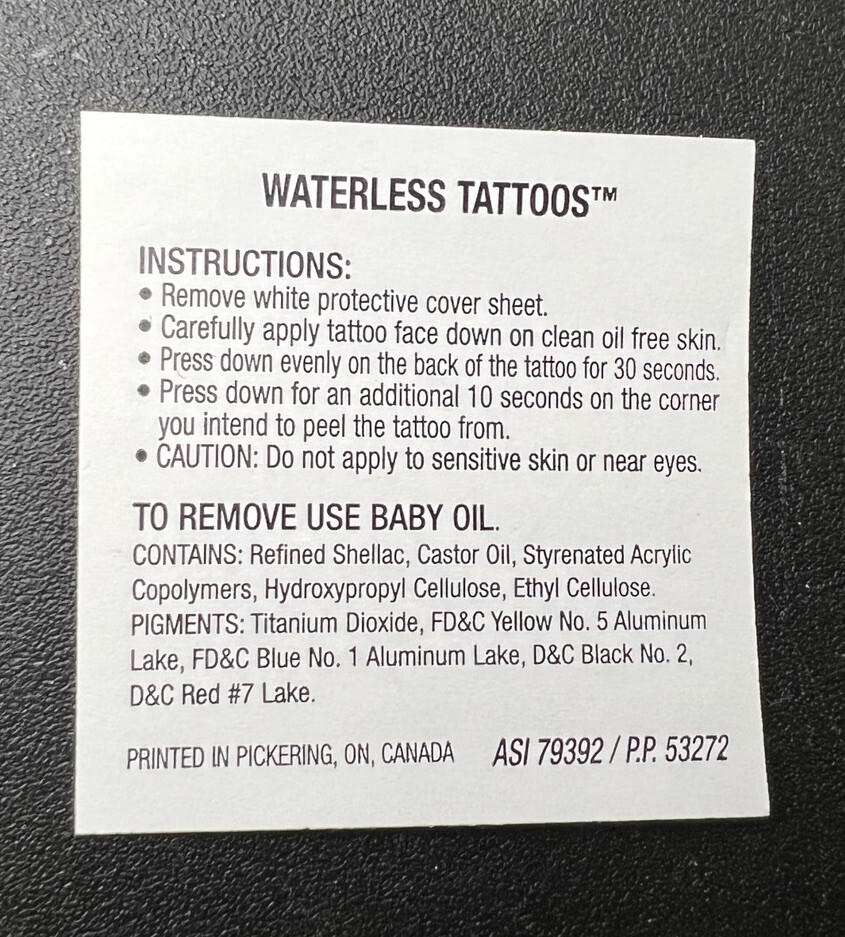 WATERLESS TATTOOS™
INSTRUCTIONS:
• Remove white protective cover sheet.
• Carefully apply tattoo face down on clean oil free skin.
• Press down evenly on the back of the tattoo for 30 seconds.
• Press down for an additional 10 seconds on the corner
you intend to peel the tattoo from.
• CAUTION: Do not apply to sensitive skin or near eyes.
TO REMOVE USE BABY OIL.
CONTAINS: Refined Shellac, Castor Oil, Styrenated Acrylic
Copolymers, Hydroxypropyl Cellulose, Ethyl Cellulose.
PIGMENTS: Titanium Dioxide, FD&C Yellow No. 5 Aluminum
Lake, FD&C Blue No. 1 Aluminum Lake, D&C Black No. 2,
D&C Red #7 Lake.
PRINTED IN PICKERING, ON, CANADA ASI 79392 / P.P. 53272